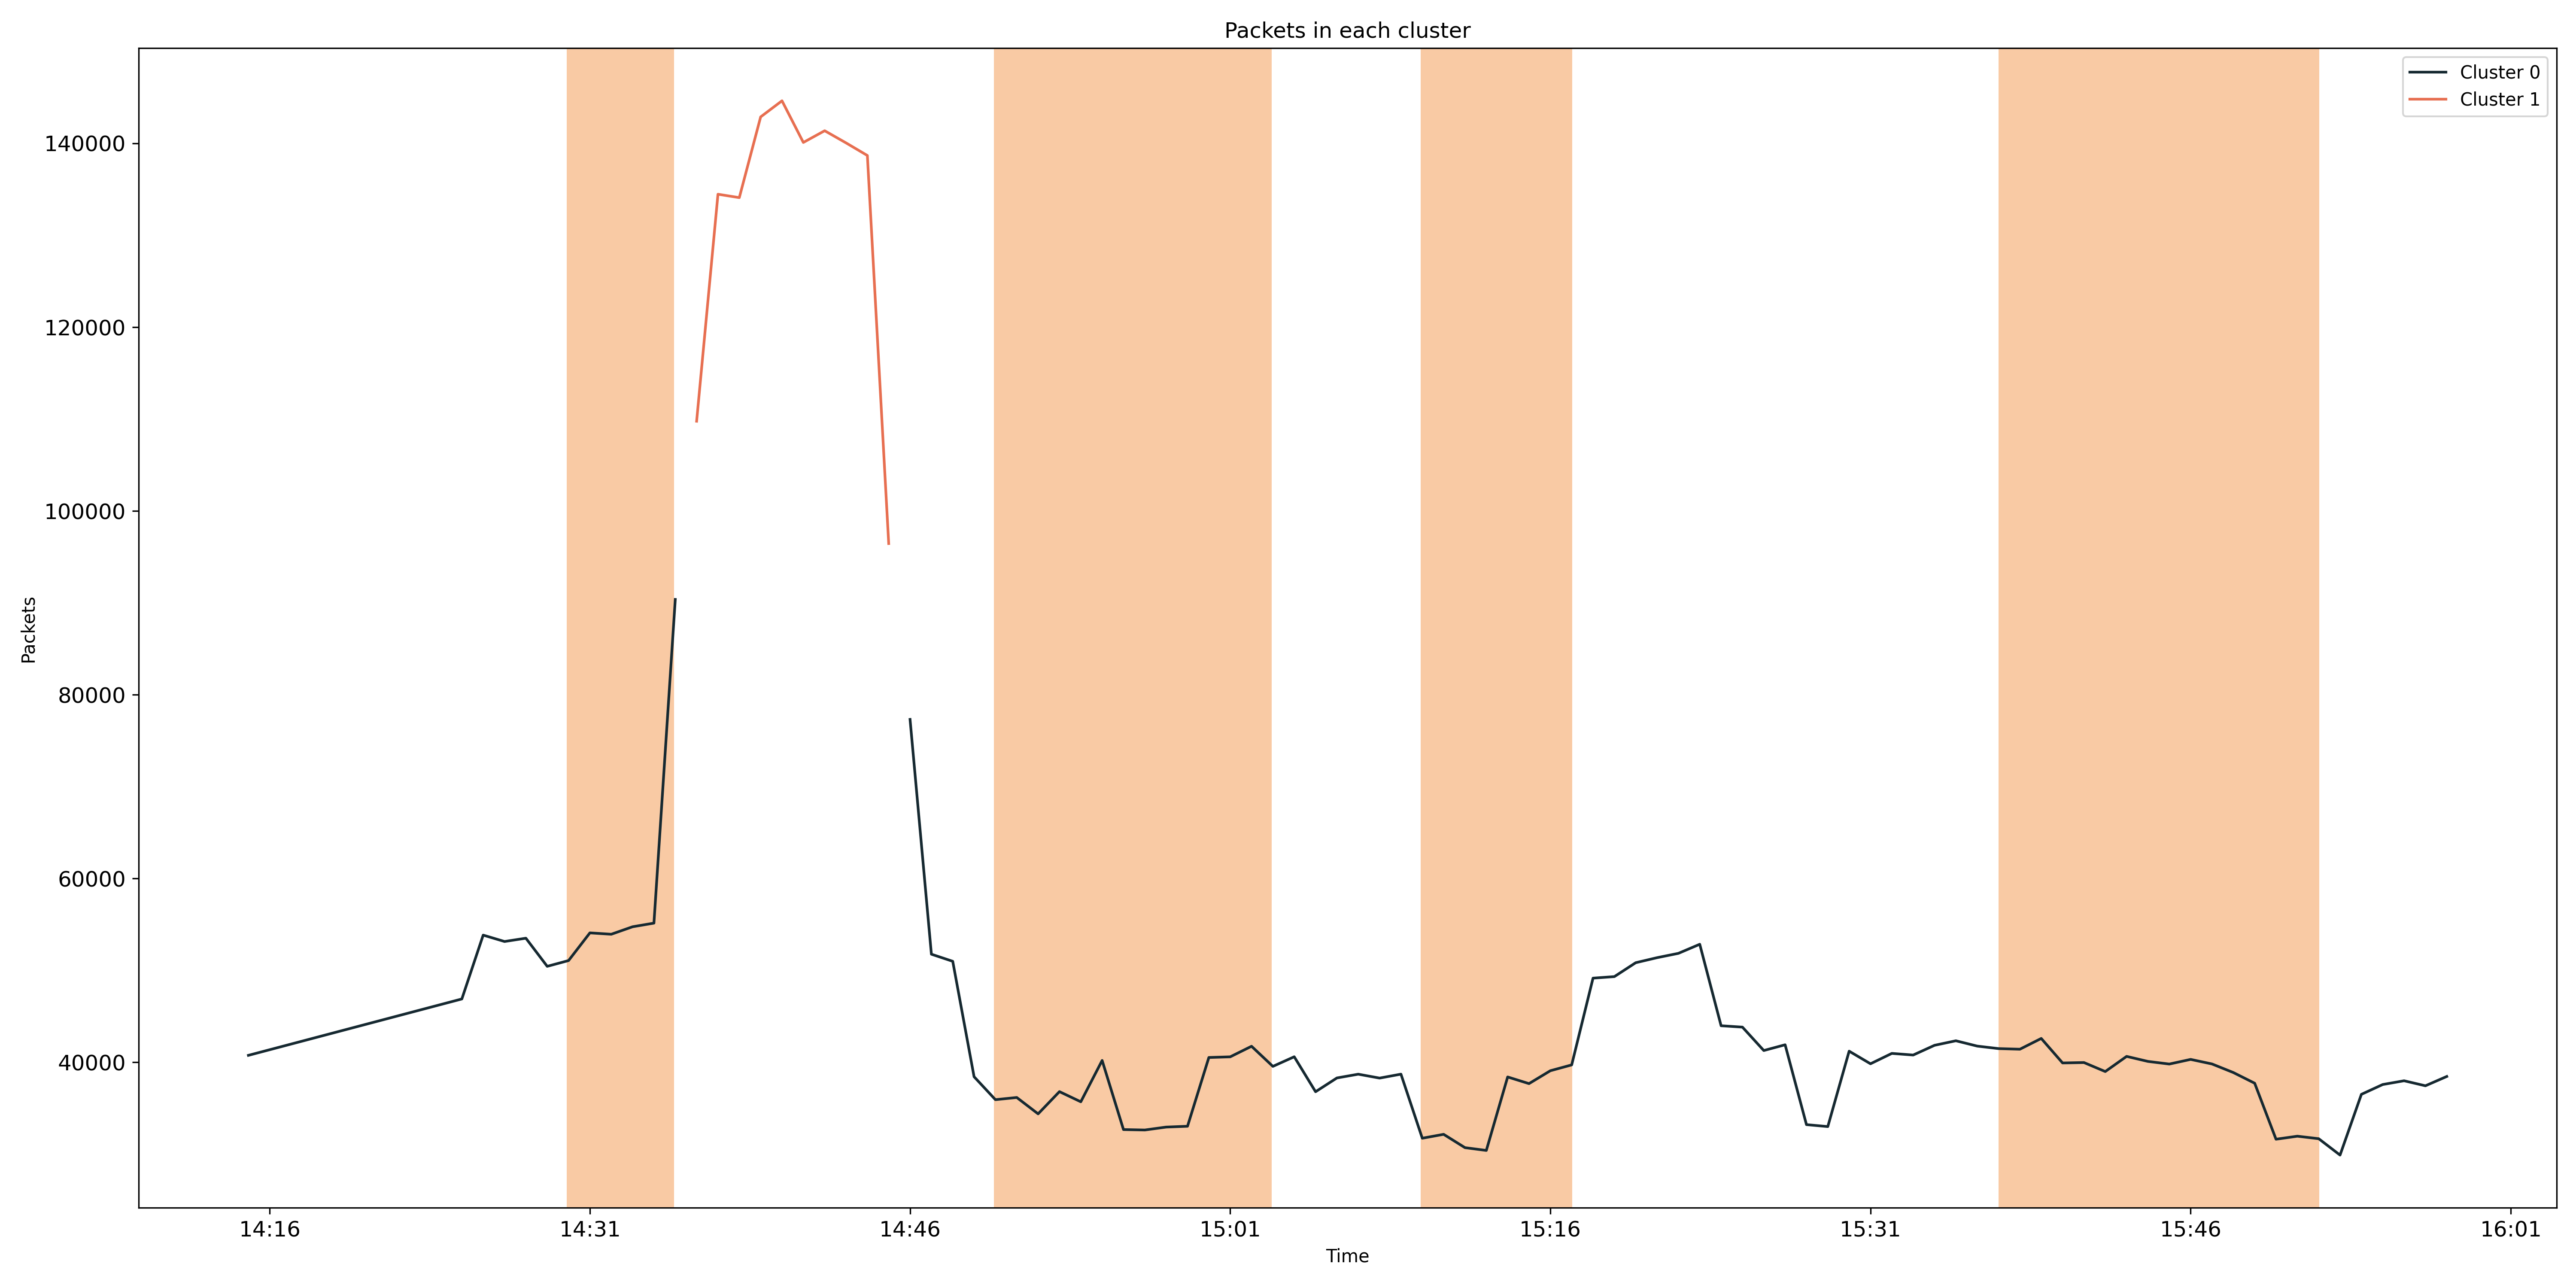 Packets in each cluster
Cluster 0
Cluster 1
140000
120000
100000
80000
60000
40000
Packets
14:16
14:31
14:46
15:01
15:16
15:31
15:46
16:01
Time